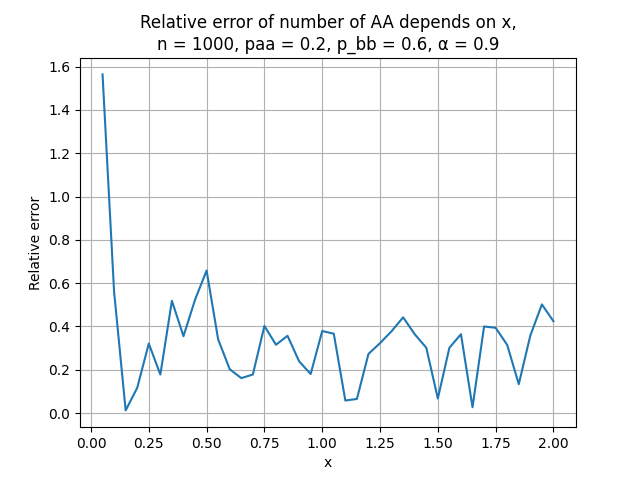 Relative error of number of AA depends on x,
n = 1000, paa = 0.2, p_bb = 0.6, α = 0.9
1.6
1.4
1.2
1.0
0.8
0.6
0.4
0.2
0.0
Relative error
0.00 0.25 0.50 0.75 1.00 1.25 1.50 1.75 2.00
x